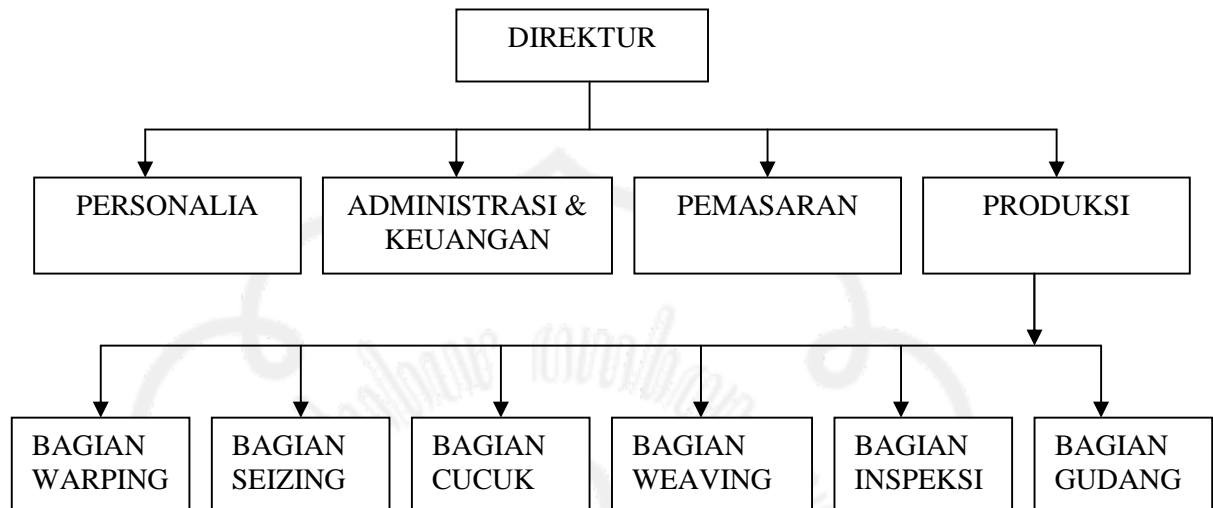 DIREKTUR
PERSONALIA
ADMINISTRASI &
KEUANGAN
PEMASARAN
PRODUKSI
BAGIAN
WARPING
BAGIAN
SEIZING
BAGIAN
CUCUK
BAGIAN
WEAVING
BAGIAN
INSPEKSI
BAGIAN
GUDANG